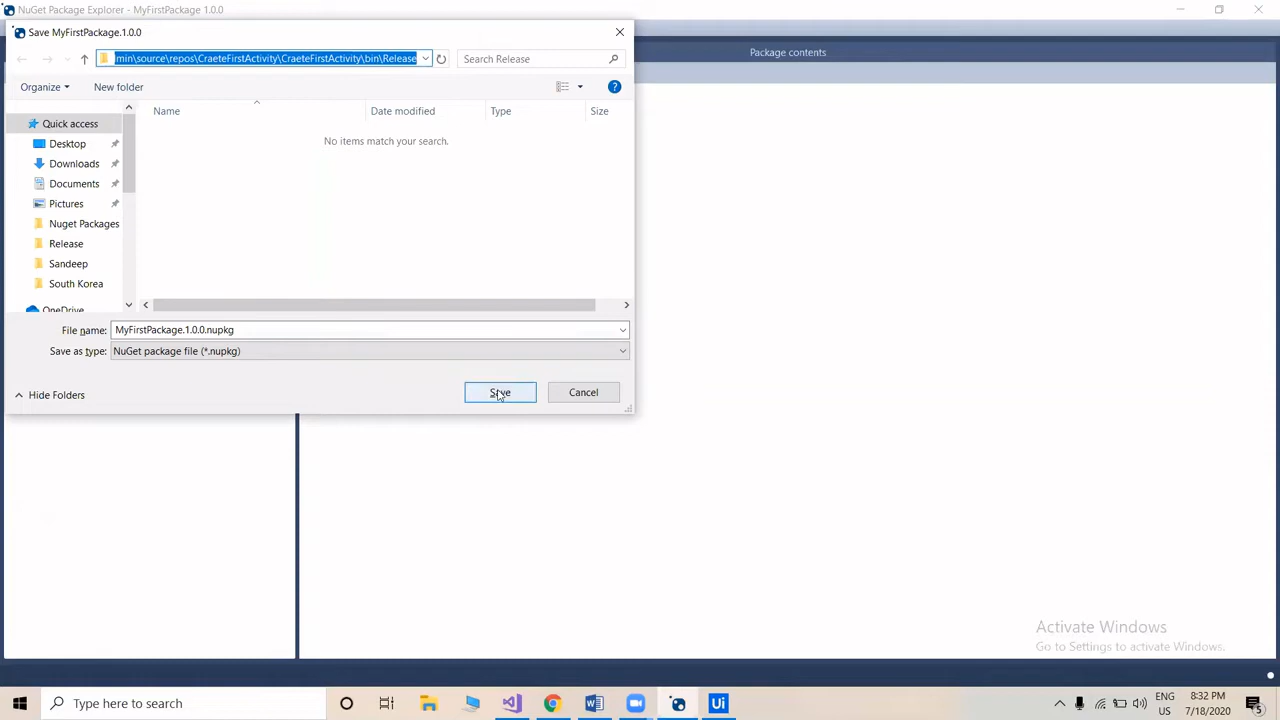 NuGet Package Explorer - MyFirstPackage 1.0.0
Save MyFirstPackage.1.0.0
min\source\repos\CraeteFirstActivity\CraeteFirstActivity\bin\Release
Search Release
Package contents
Organize
New folder
Name
Date modified
Type
Size
No items match your search.
Quick access
Desktop
Downloads
Documents
Pictures
Nuget Packages
Release
Sandeep
South Korea
OneDrive
File name:
MyFirstPackage.1.0.0.nupkg
Save as type:
NuGet package file (*.nupkg)
Hide Folders
Save
Cancel
Activate Windows
Go to Settings to activate Windows.
Type here to search
Ui
ENG
US
8:32 PM
7/18/2020
5